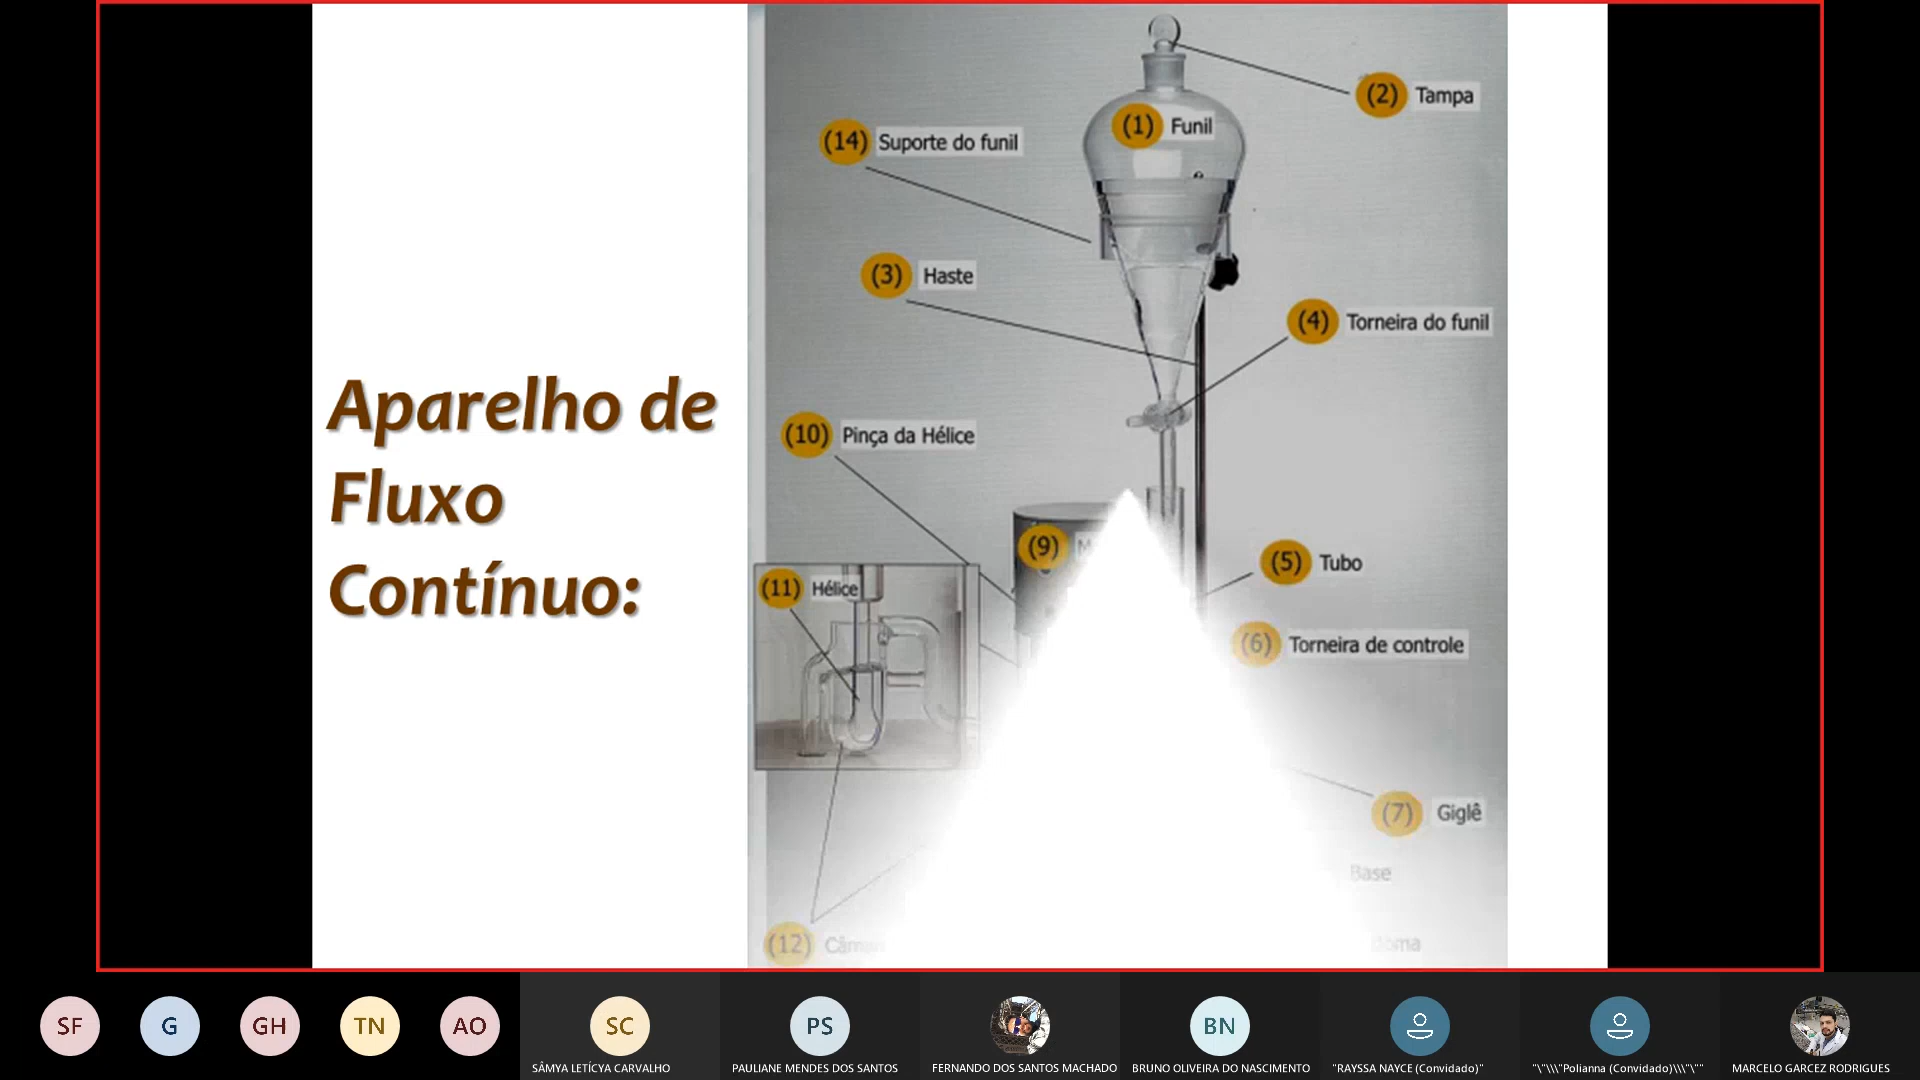 Aparelho de
Fluxo
Contínuo:
(2) Tampa
(1) Funil
(14) Suporte do funil
(3) Haste
(4) Torneira do funil
(10) Pinça da Hélice
(9)
(5) Tubo
(11) Hélice
(6) Torneira de controle
(7) Giglê
Base
(12)
SF
G
GH
TN
AO
SC
PS
BN
SÂMYA LETÍCYA CARVALHO
PAULIANE MENDES DOS SANTOS
FERNANDO DOS SANTOS MACHADO
BRUNO OLIVEIRA DO NASCIMENTO
"RAYSSA NAYCE (Convidado)"
"\"\\\"Polianna (Convidado)\\\"\""
MARCELO GARCEZ RODRIGUES